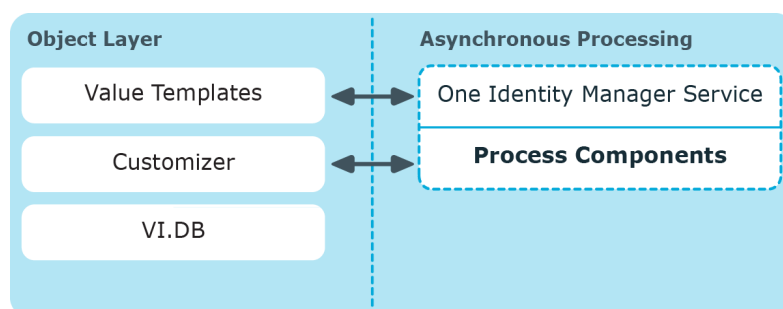 Object Layer
Value Templates
Customizer
VI.DB
Asynchronous Processing
One Identity Manager Service
Process Components